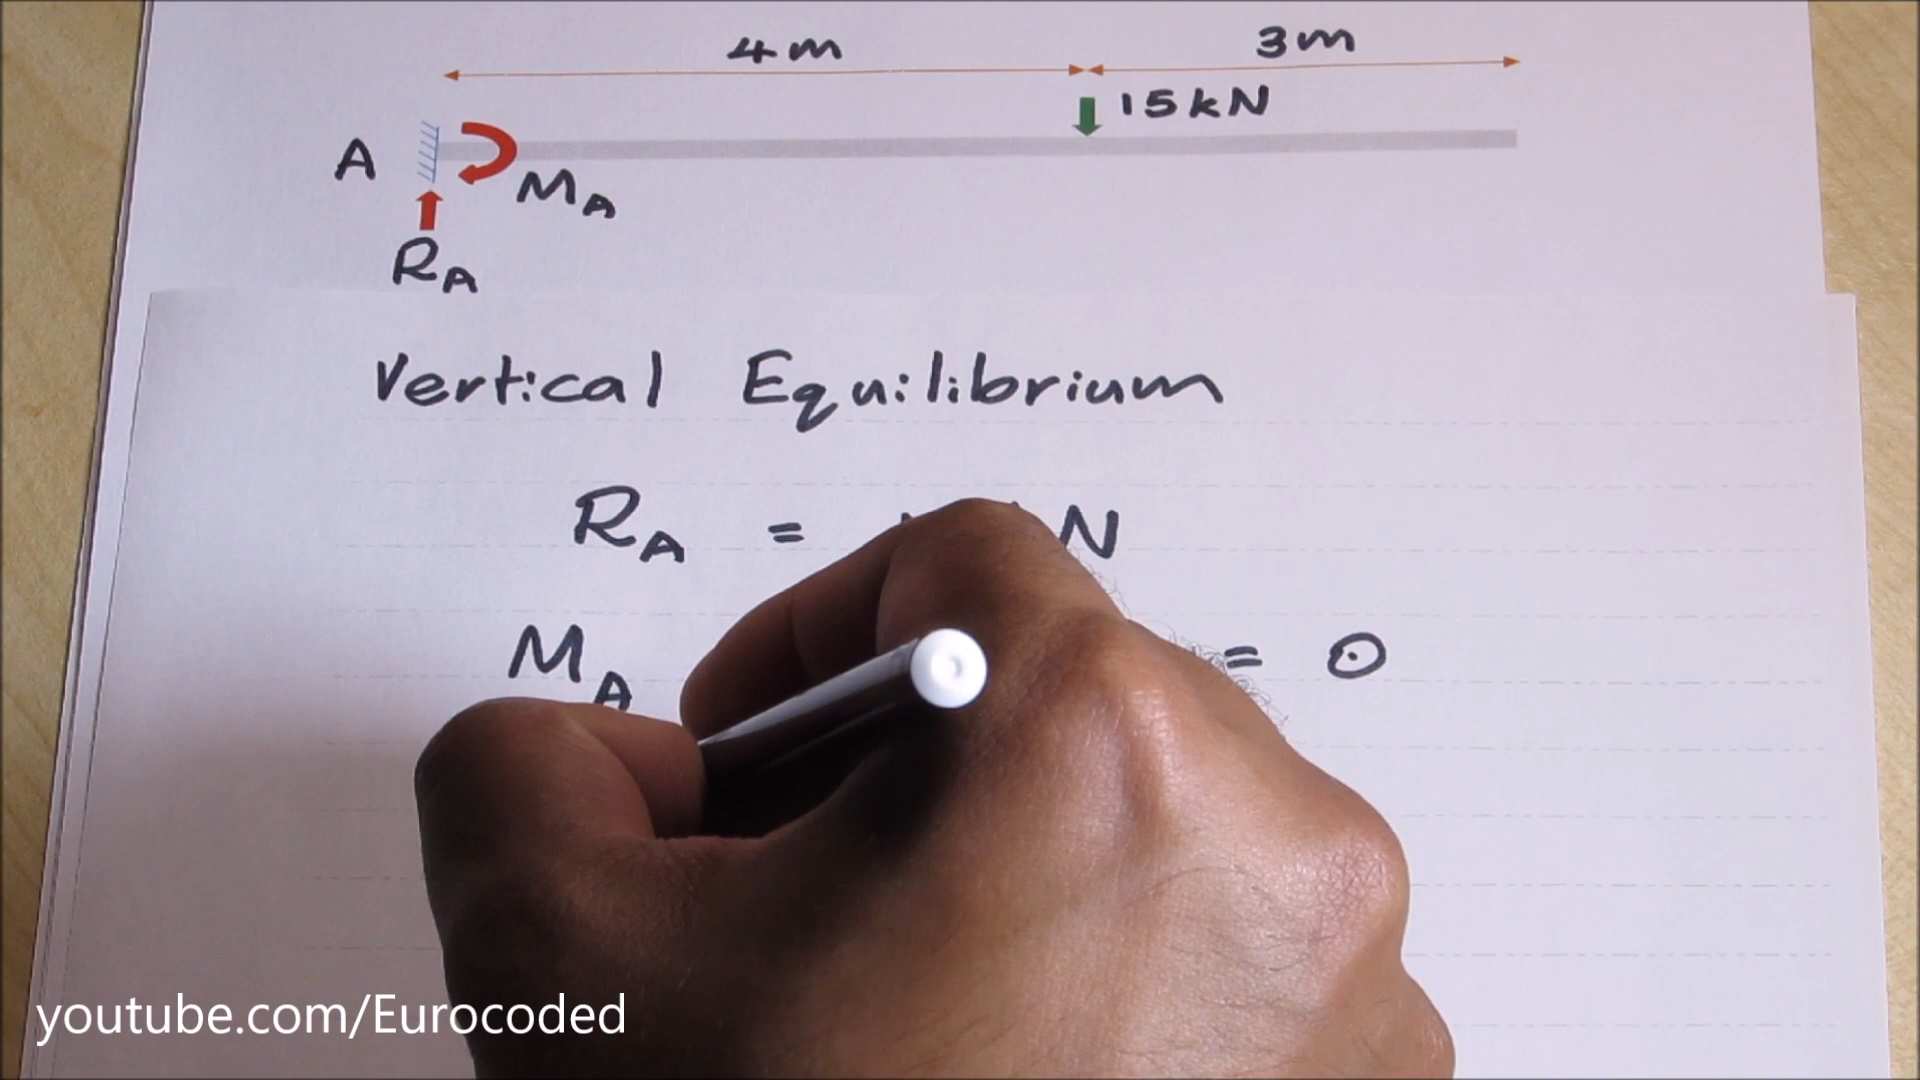 4m 3m
15kN
A
MA
RA
Vertical Equilibrium
RA = N
MA = 0
youtube.com/Eurocoded